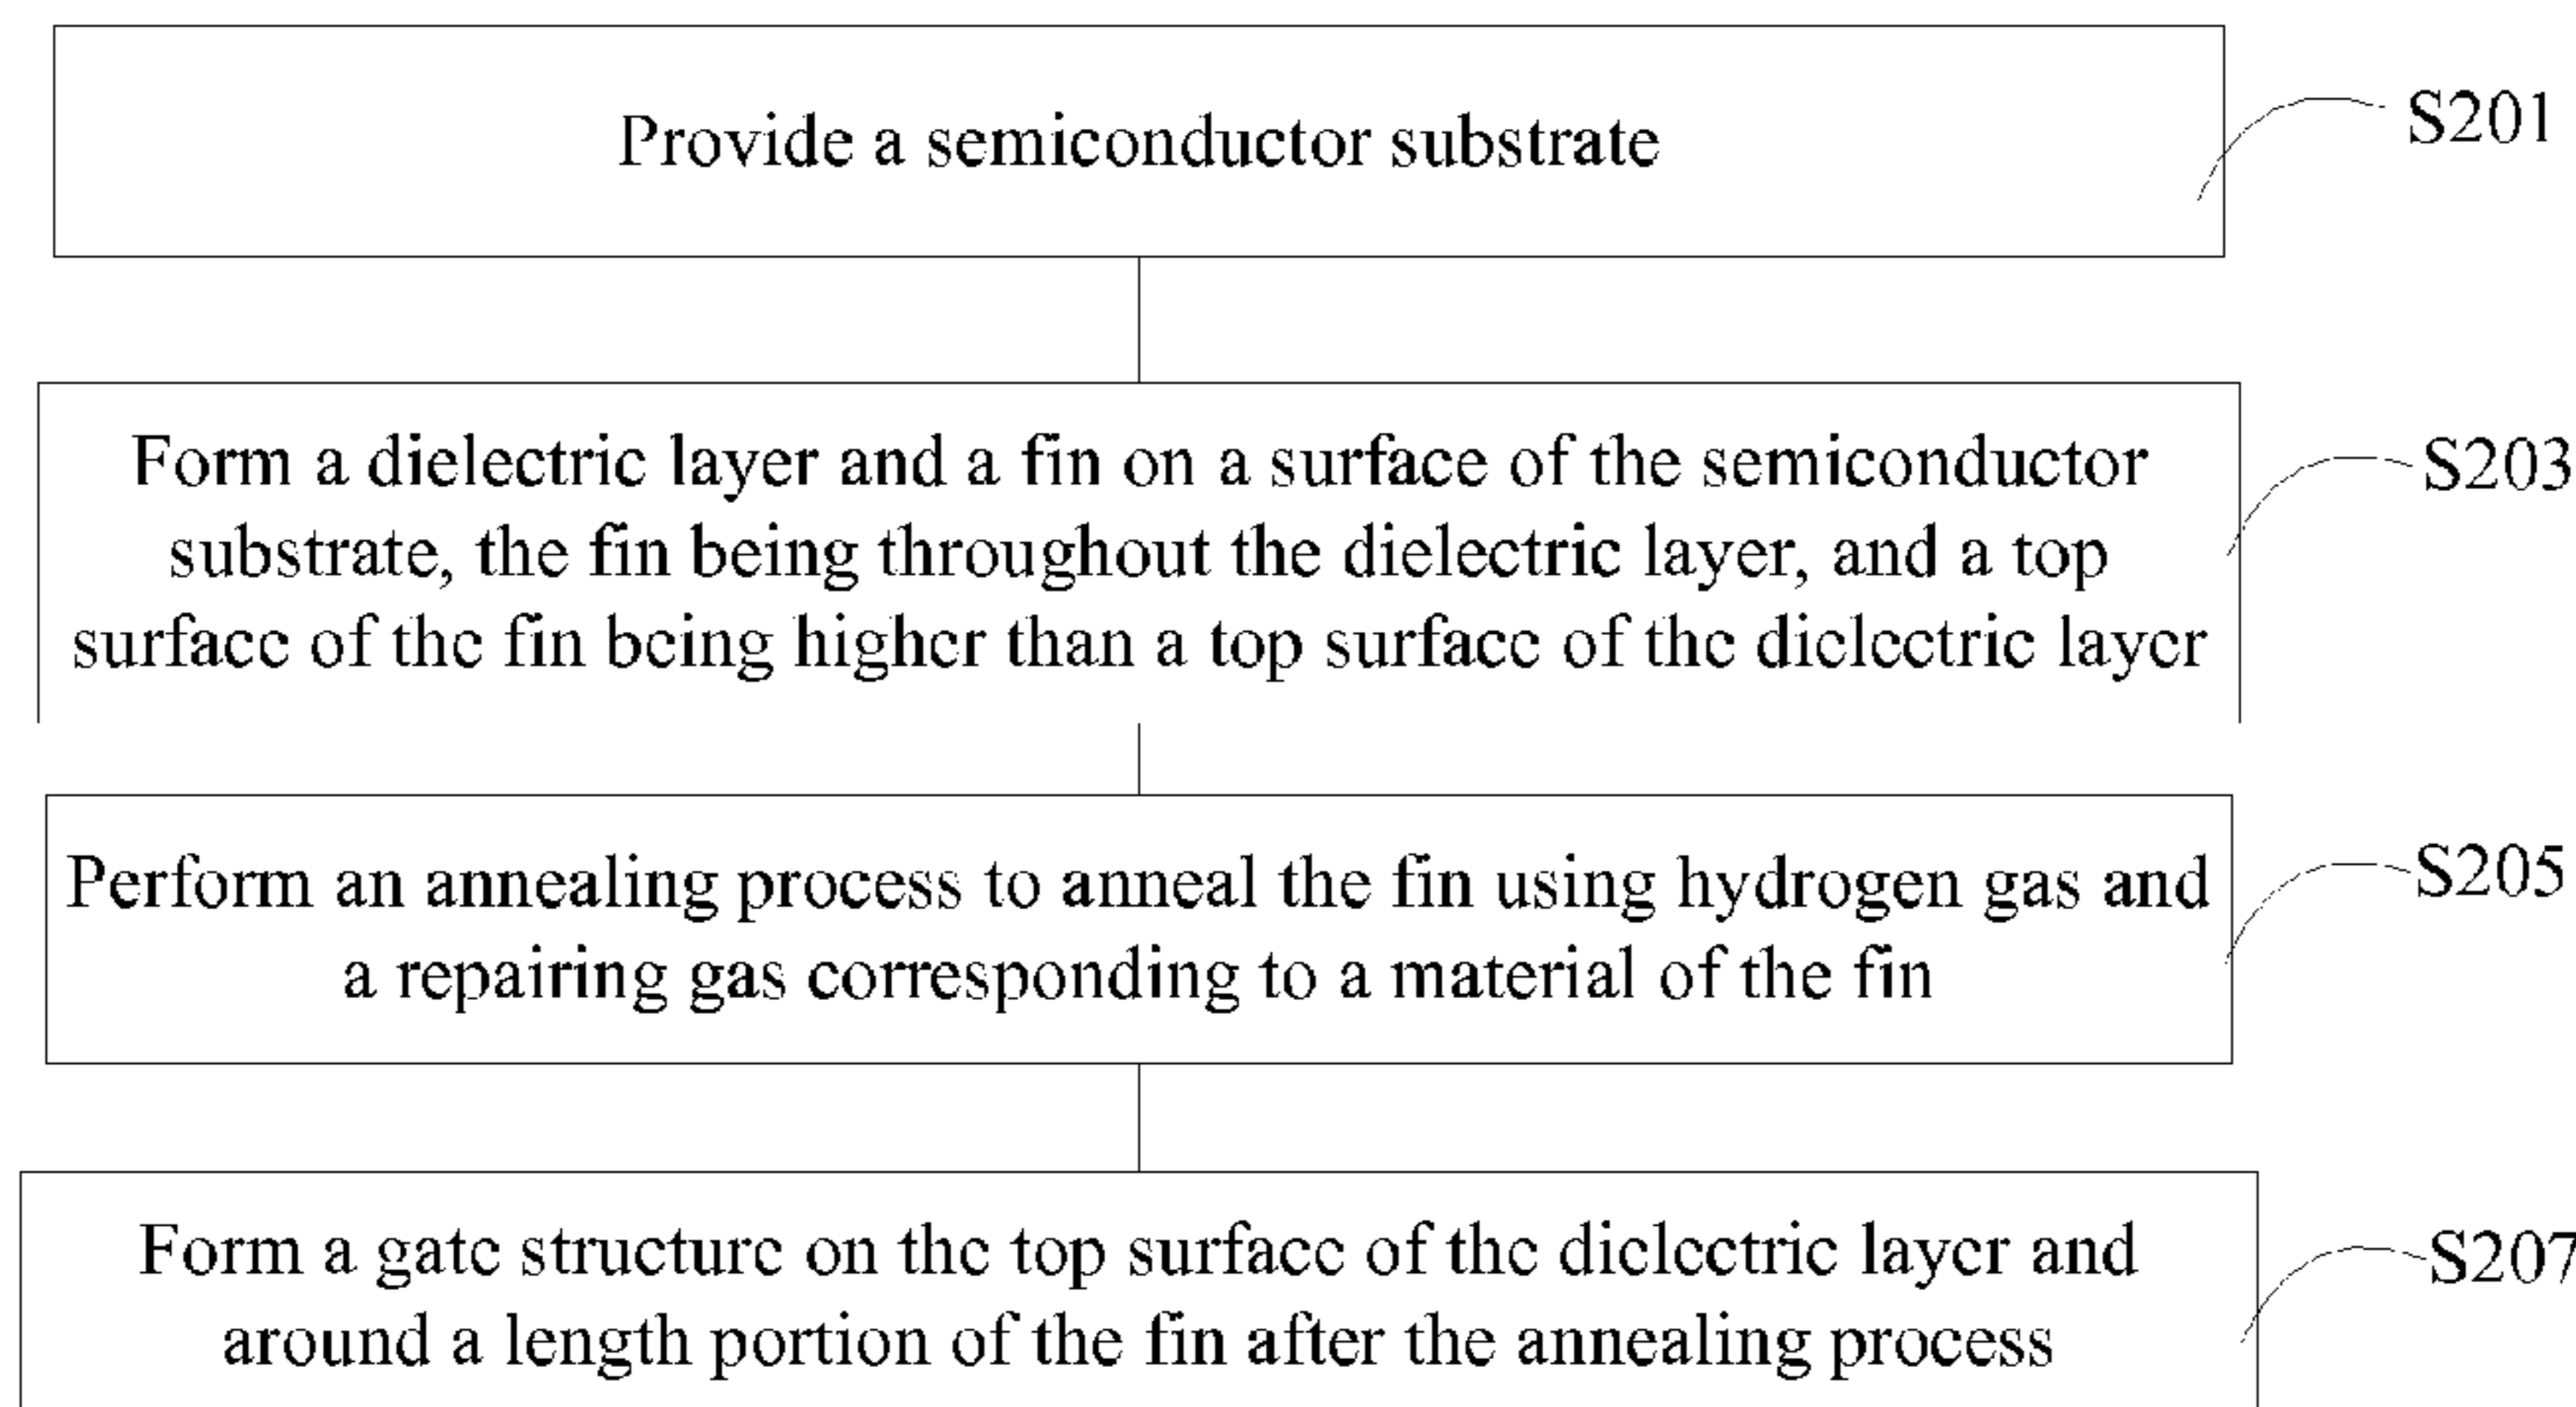 Provide a semiconductor substrate
S201
Form a dielectric layer and a fin on a surface of the semiconductor
substrate, the fin being throughout the dielectric layer, and a top
surface of the fin being higher than a top surface of the dielectric layer
S203
Perform an annealing process to anneal the fin using hydrogen gas and
a repairing gas corresponding to a material of the fin
S205
Form a gate structure on the top surface of the dielectric layer and
around a length portion of the fin after the annealing process
S207